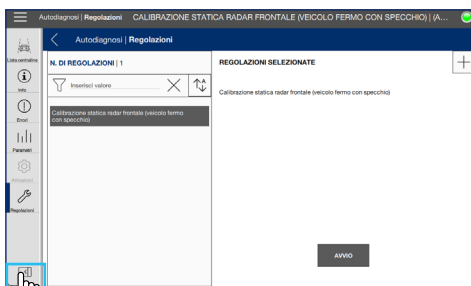 Autodiagnosi | Regolazioni CALIBRAZIONE STATICA RADAR FRONTALE (VEICOLO FERMO CON SPECCHIO) | (A...
Autodiagnosi | Regolazioni
Lista centraline
Info
Errori
Parametri
Attivazioni
Regolazioni
N. DI REGOLAZIONI | 1
Inserisci valore
Calibrazione statica radar frontale (veicolo fermo
con specchio)
REGOLAZIONI SELEZIONATE
Calibrazione statica radar frontale (veicolo fermo con specchio)
AVVIO